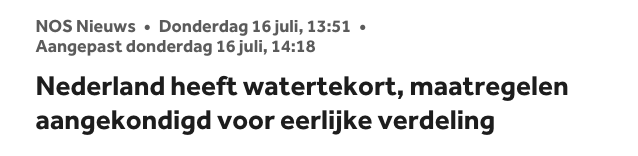 NOS Nieuws • Donderdag 16 juli, 13:51 •
Aangepast donderdag 16 juli, 14:18
Nederland heeft watertekort, maatregelen
aangekondigd voor eerlijke verdeling